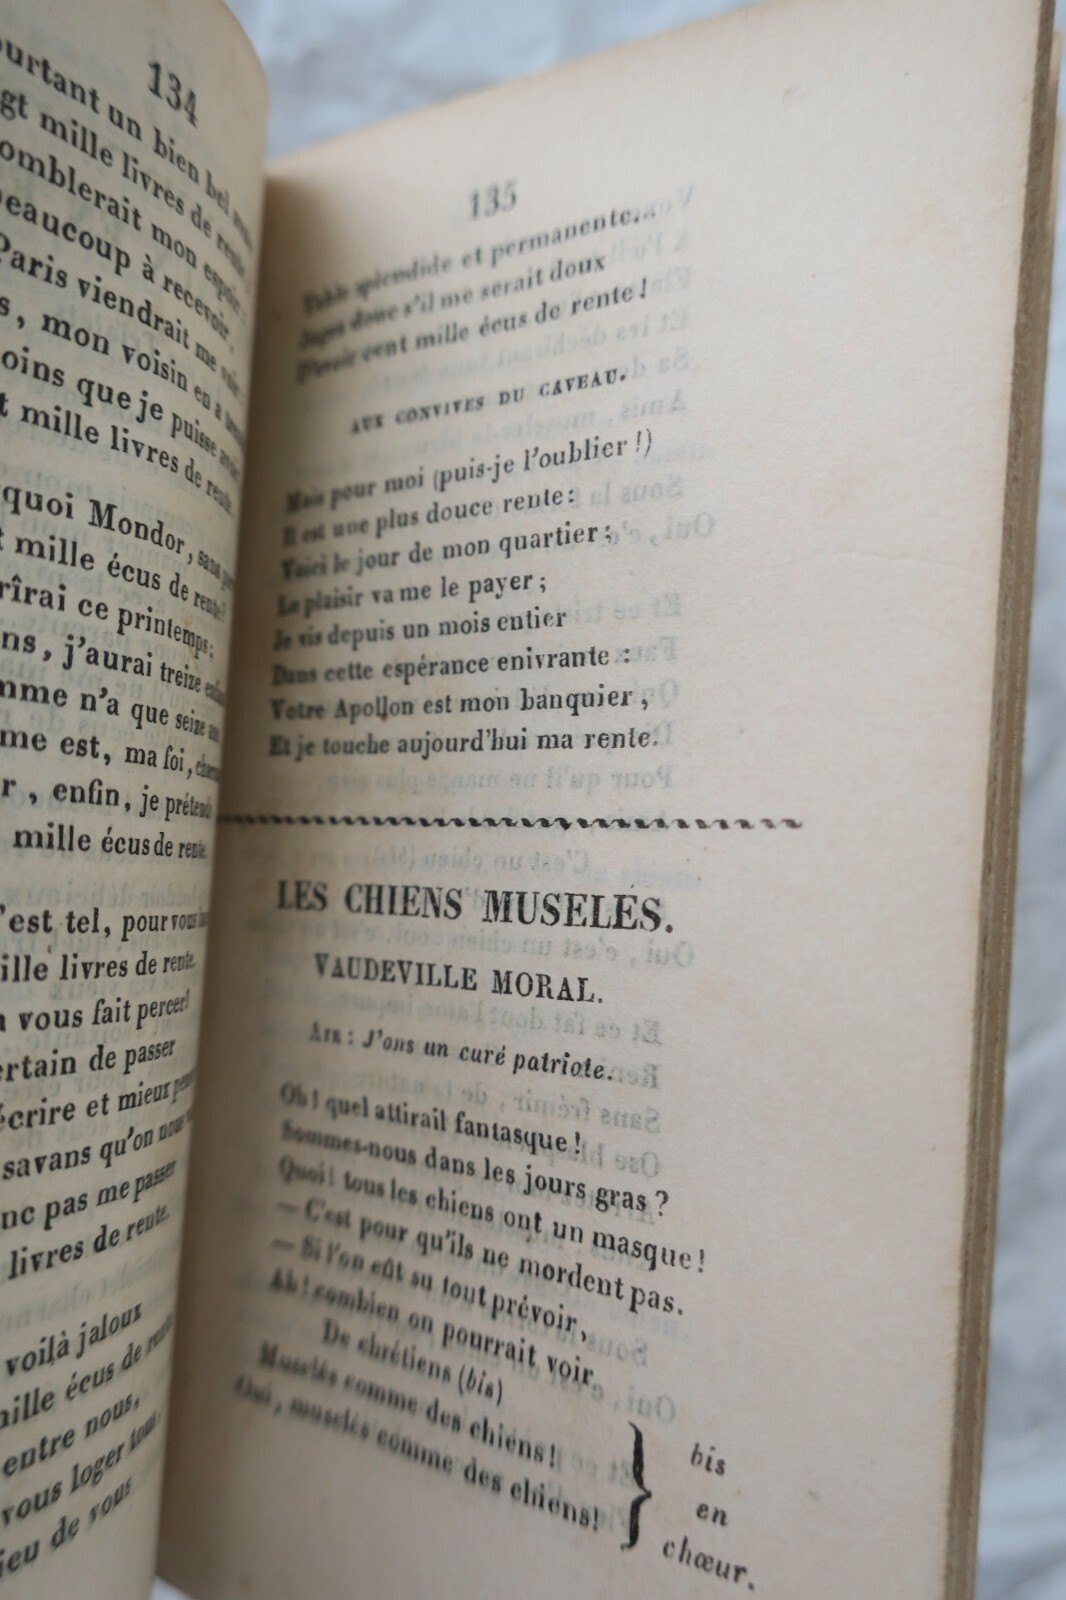 134
ourtant un bien bel
gt mille livres de rente
omblerait mon espoir
beaucoup à recevoir,
Paris viendrait me voir
s, mon voisin en a
oins que je puisse avoir
t mille livres de rente.
quoi Mondor, sans
t mille écus de rente!
rîrai ce printemps;
ns, j'aurai treize enfans
mme n'a que seize ans
me est, ma foi,
r, enfin, je prétends
mille écus de rente.
'est tel, pour vous
ille livres de rente.
a vous fait percer!
ertain de passer
écrire et mieux penser
savans qu'on nous
nc pas me passer
livres de rente.
voilà jaloux
mille écus de rente
entre nous,
vous loger tous,
ieu de vous
135
Table splendide et permanente...
Jugez donc s'il me serait doux
D'avoir cent mille écus de rente!
AUX CONVIVES DU CAVEAU.
Mais pour moi (puis-je l'oublier!)
Il est une plus douce rente:
Voici le jour de mon quartier;
Le plaisir va me le payer;
Je vis depuis un mois entier
Dans cette espérance enivrante:
Votre Apollon est mon banquier,
Et je touche aujourd'hui ma rente.
LES CHIENS MUSELÉS.
VAUDEVILLE MORAL.
AIR: J'ons un curé patriote.
Oh! quel attirail fantasque!
Sommes-nous dans les jours gras?
Quoi! tous les chiens ont un masque!
— C'est pour qu'ils ne mordent pas.
— Si l'on eût su tout prévoir,
Ah! combien on pourrait voir
De chrétiens (bis)
Muselés comme des chiens!
Oui, muselés comme des chiens!
} bis
en
chœur.